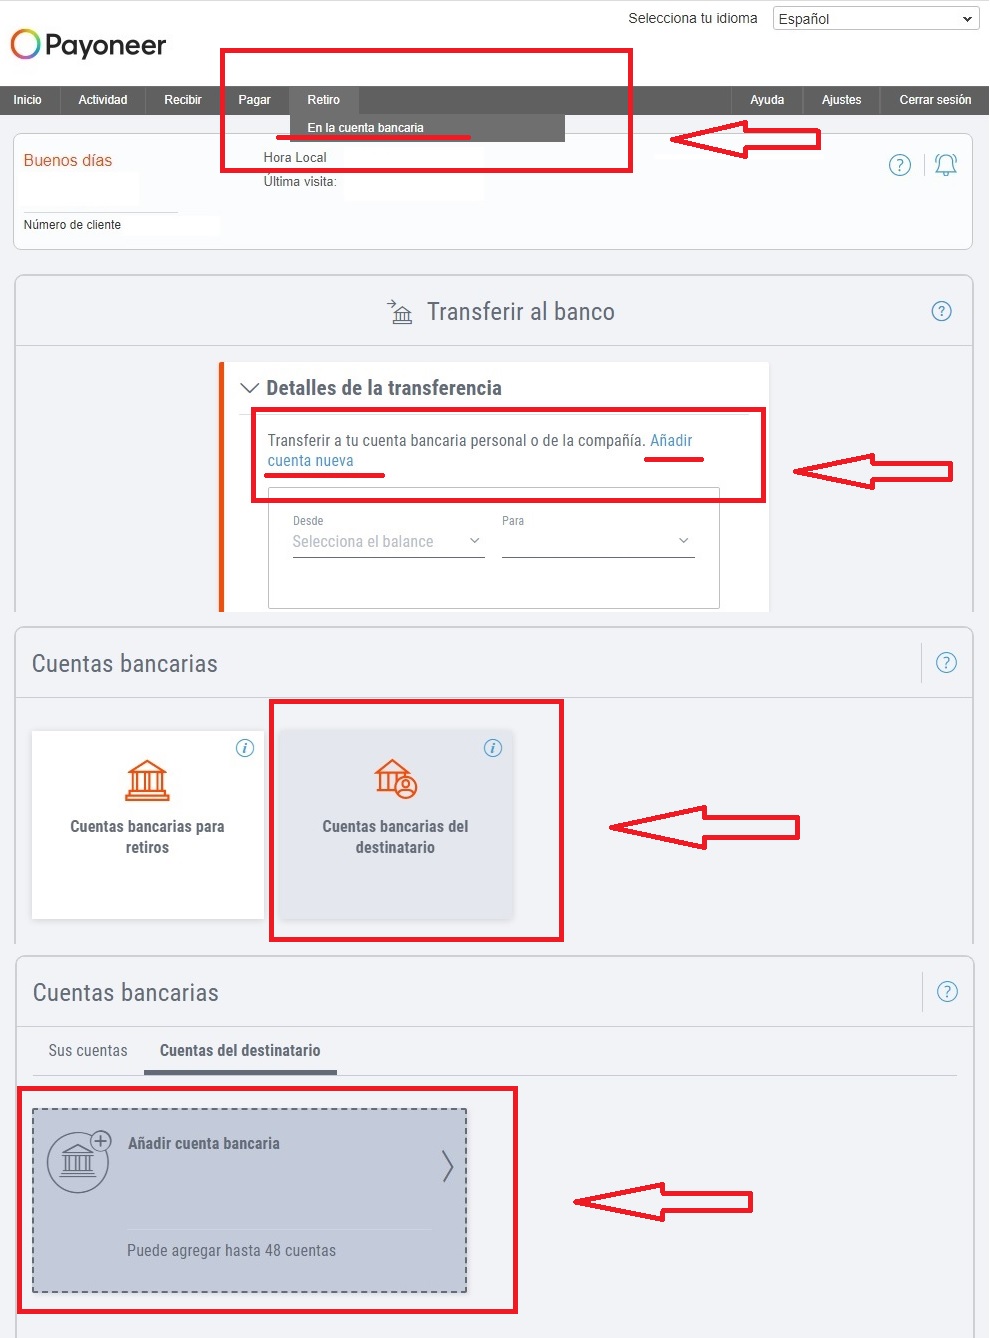 Selecciona tu idioma Español
Payoneer
Inicio Actividad Recibir Pagar Retiro Ayuda Ajustes Cerrar sesión
En la cuenta bancaria
Buenos días
Hora Local
Última visita:
Número de cliente
Transferir al banco
Detalles de la transferencia
Transferir a tu cuenta bancaria personal o de la compañía. Añadir
cuenta nueva
Desde Para
Selecciona el balance
Cuentas bancarias
Cuentas bancarias para
retiros
Cuentas bancarias del
destinatario
Cuentas bancarias
Sus cuentas Cuentas del destinatario
Añadir cuenta bancaria
Puede agregar hasta 48 cuentas